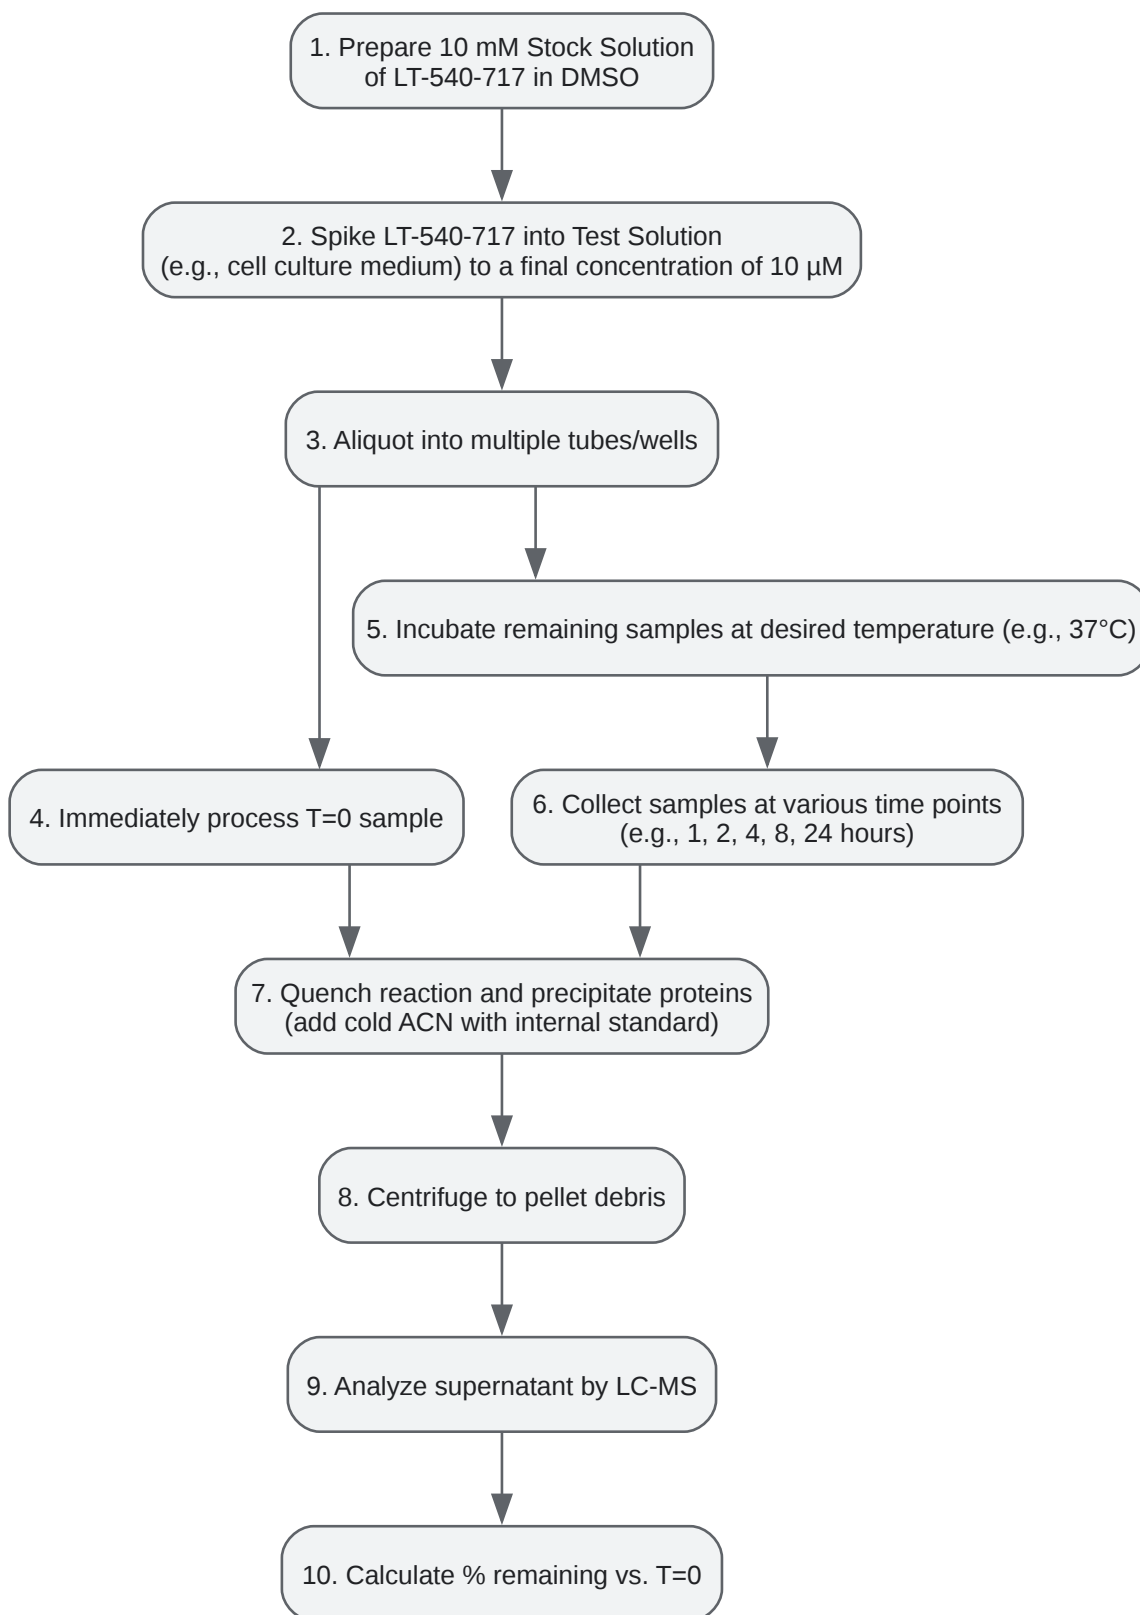 1. Prepare 10 mM Stock Solution
of LT-540-717 in DMSO
2. Spike LT-540-717 into Test Solution
(e.g., cell culture medium) to a final concentration of 10 µM
3. Aliquot into multiple tubes/wells
5. Incubate remaining samples at desired temperature (e.g., 37°C)
4. Immediately process T=0 sample
6. Collect samples at various time points
(e.g., 1, 2, 4, 8, 24 hours)
7. Quench reaction and precipitate proteins
(add cold ACN with internal standard)
8. Centrifuge to pellet debris
9. Analyze supernatant by LC-MS
10. Calculate % remaining vs. T=0